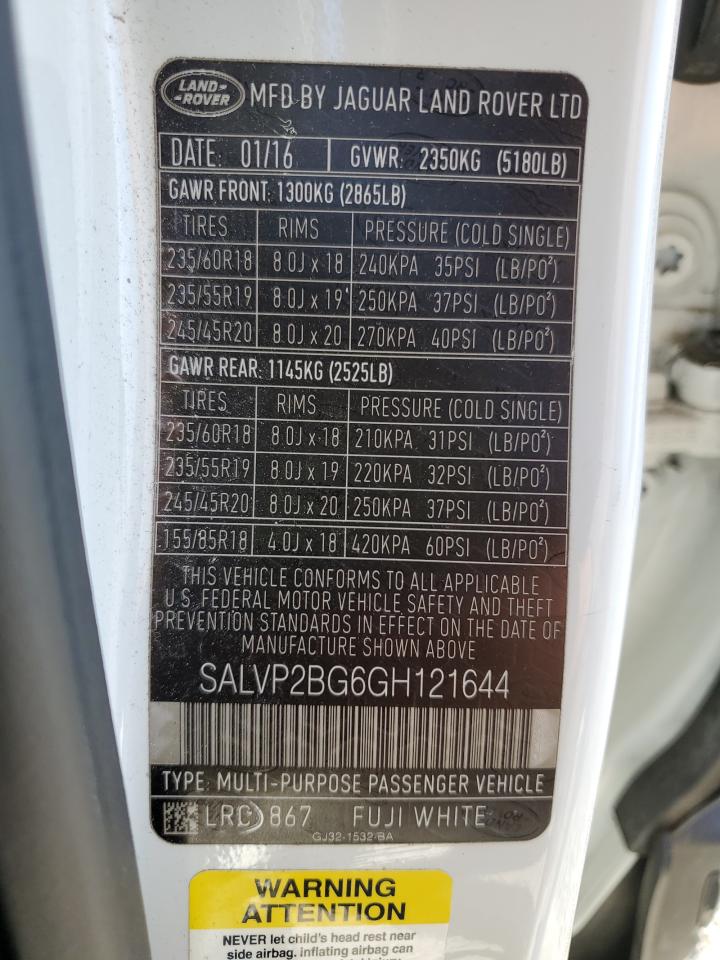 LAND-
-ROVER
MFD BY JAGUAR LAND ROVER LTD
DATE: 01/16 GVWR: 2350KG (5180LB)
GAWR FRONT: 1300KG (2865LB)
TIRES RIMS PRESSURE (COLD SINGLE)
235/60R18 8.0J x 18 240KPA 35PSI (LB/PO²)
235/55R19 8.0J x 19 250KPA 37PSI (LB/PO²)
245/45R20 8.0J x 20 270KPA 40PSI (LB/PO²)
GAWR REAR: 1145KG (2525LB)
TIRES RIMS PRESSURE (COLD SINGLE)
235/60R18 8.0J x 18 210KPA 31PSI (LB/PO²)
235/55R19 8.0J x 19 220KPA 32PSI (LB/PO²)
245/45R20 8.0J x 20 250KPA 37PSI (LB/PO²)
155/85R18 4.0J x 18 420KPA 60PSI (LB/PO²)
THIS VEHICLE CONFORMS TO ALL APPLICABLE
U.S. FEDERAL MOTOR VEHICLE SAFETY AND THEFT
PREVENTION STANDARDS IN EFFECT ON THE DATE OF
MANUFACTURE SHOWN ABOVE
SALVP2BG6GH121644
TYPE: MULTI-PURPOSE PASSENGER VEHICLE
LRC 867 FUJI WHITE
GJ32-1532-BA
WARNING
ATTENTION
NEVER let child's head rest near
side airbag. inflating airbag can